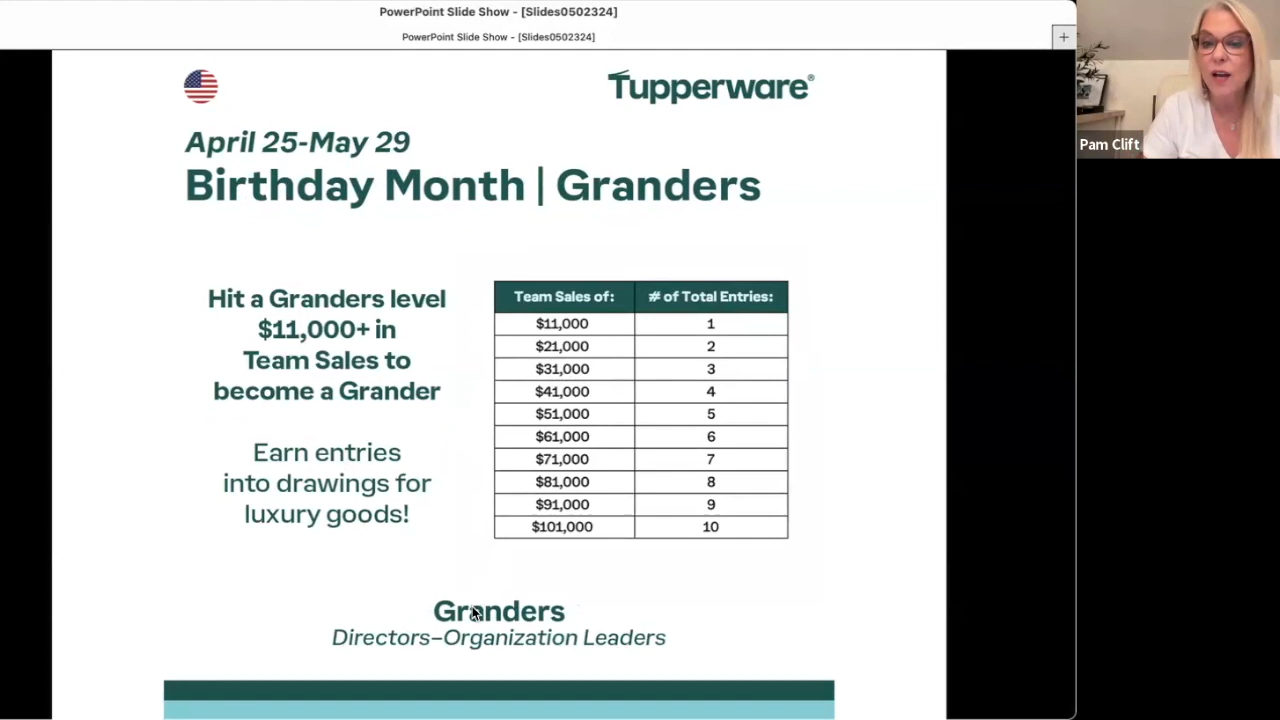 PowerPoint Slide Show - [Slides0502324]
PowerPoint Slide Show - [Slides0502324]
+
Tupperware®
April 25-May 29
Birthday Month | Granders
Hit a Granders level
$11,000+ in
Team Sales to
become a Grander
Earn entries
into drawings for
luxury goods!
Team Sales of: # of Total Entries:
$11,000 1
$21,000 2
$31,000 3
$41,000 4
$51,000 5
$61,000 6
$71,000 7
$81,000 8
$91,000 9
$101,000 10
Granders
Directors–Organization Leaders
Pam Clift